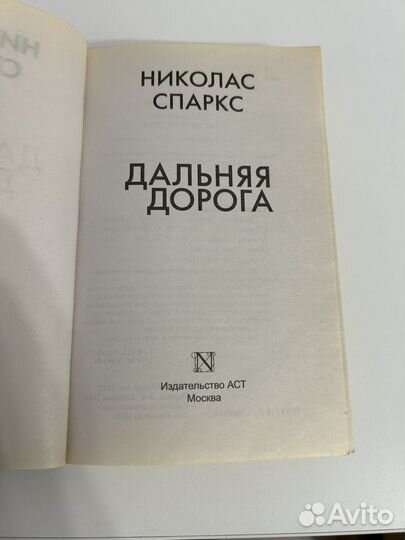 НИКОЛАС
СПАРКС
ДАЛЬНЯЯ
ДОРОГА
N
Издательство АСТ
Москва
Avito